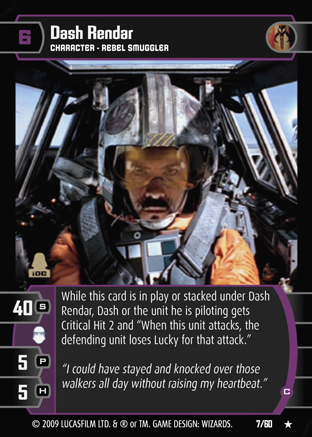 6
Dash Rendar
CHARACTER - REBEL SMUGGLER
IDC
40 S
While this card is in play or stacked under Dash
Rendar, Dash or the unit he is piloting gets
Critical Hit 2 and “When this unit attacks, the
defending unit loses Lucky for that attack.”
5 P
“I could have stayed and knocked over those
walkers all day without raising my heartbeat.”
5 H
C
© 2009 LUCASFILM LTD. & ® or TM. GAME DESIGN: WIZARDS. 7/60 ★